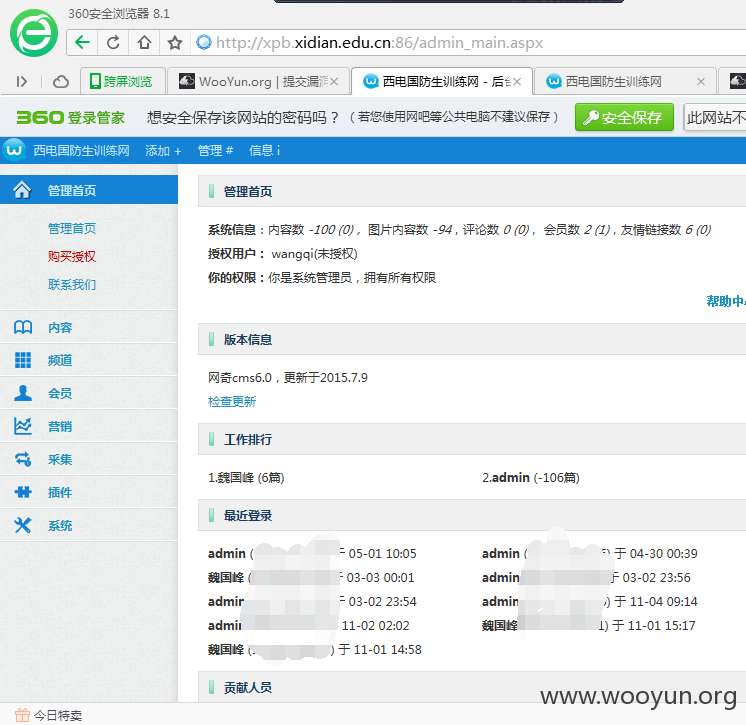 360安全浏览器 8.1
http://xpb.xidian.edu.cn:86/admin_main.aspx
跨屏浏览 WooYun.org | 提交漏 西电国防生训练网 - 后 西电国防生训练网
360登录管家 想安全保存该网站的密码吗？（若您使用网吧等公共电脑不建议保存） 安全保存 此网站不
西电国防生训练网 添加 + 管理 # 信息 i
管理首页
管理首页
购买授权
联系我们
内容
频道
会员
营销
采集
插件
系统
管理首页
系统信息：内容数 -100 (0)， 图片内容数 -94，评论数 0 (0)， 会员数 2 (1)，友情链接数 6 (0)
授权用户： wangqi(未授权)
你的权限：你是系统管理员，拥有所有权限
帮助中
版本信息
网奇cms6.0，更新于2015.7.9
检查更新
工作排行
1.魏国峰 (6篇) 2.admin (-106篇)
最近登录
admin ( 于 05-01 10:05 admin ( ) 于 04-30 00:39
魏国峰 ( 于 03-03 00:01 admin 于 03-02 23:56
admin 于 03-02 23:54 admin ) 于 11-04 09:14
admin 11-02 02:02 魏国峰 1) 于 11-01 15:17
魏国峰 ( ) 于 11-01 14:58
贡献人员
www.wooyun.org
今日特卖